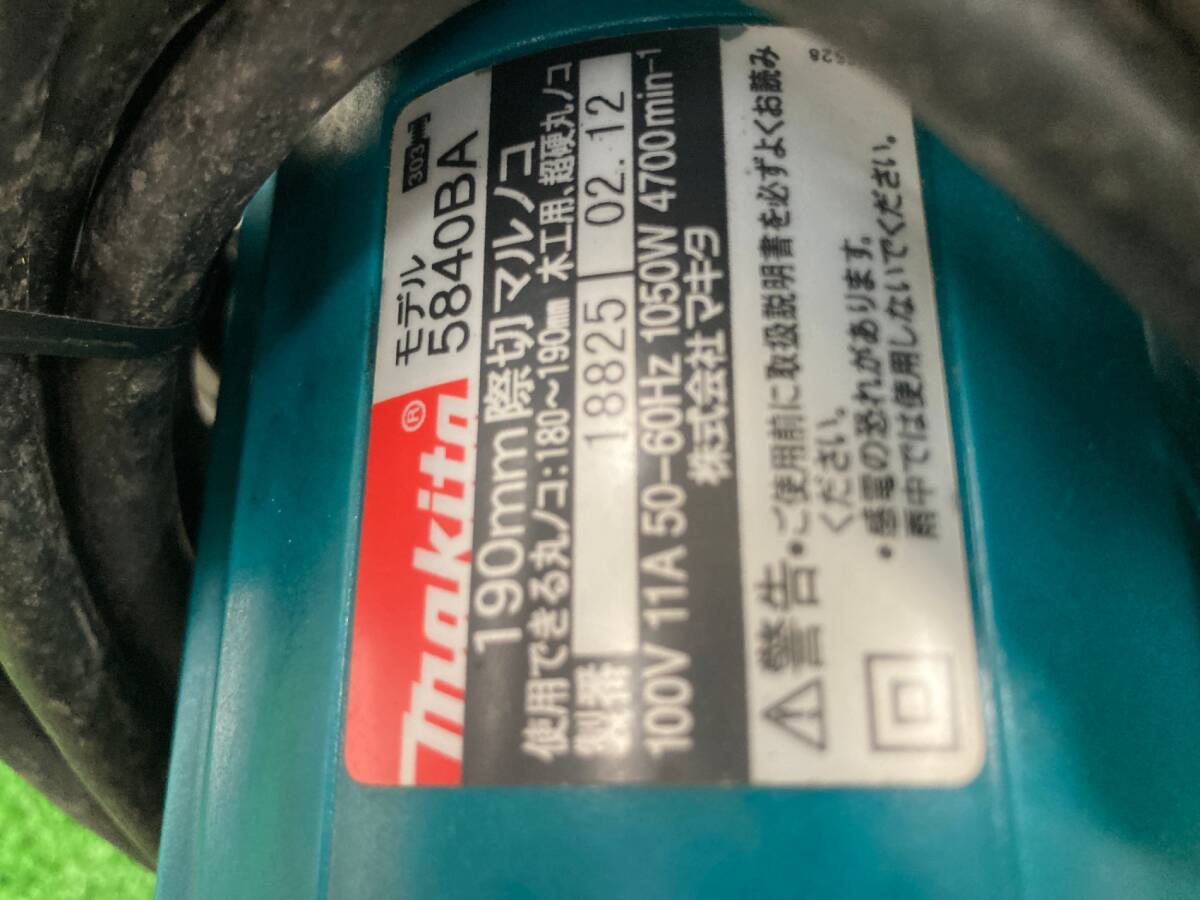 makita®
モデル
5840BA
303
190mm際切マルノコ
使用できる丸ノコ:180〜190mm 木工用、超硬丸ノコ
製番 18825 02.12
100V 11A 50-60Hz 1050W 4700min-1
株式会社 マキタ
警告
・ご使用前に取扱説明書を必ずよくお読み
ください。
・感電の恐れがあります。
雨中では使用しないでください。